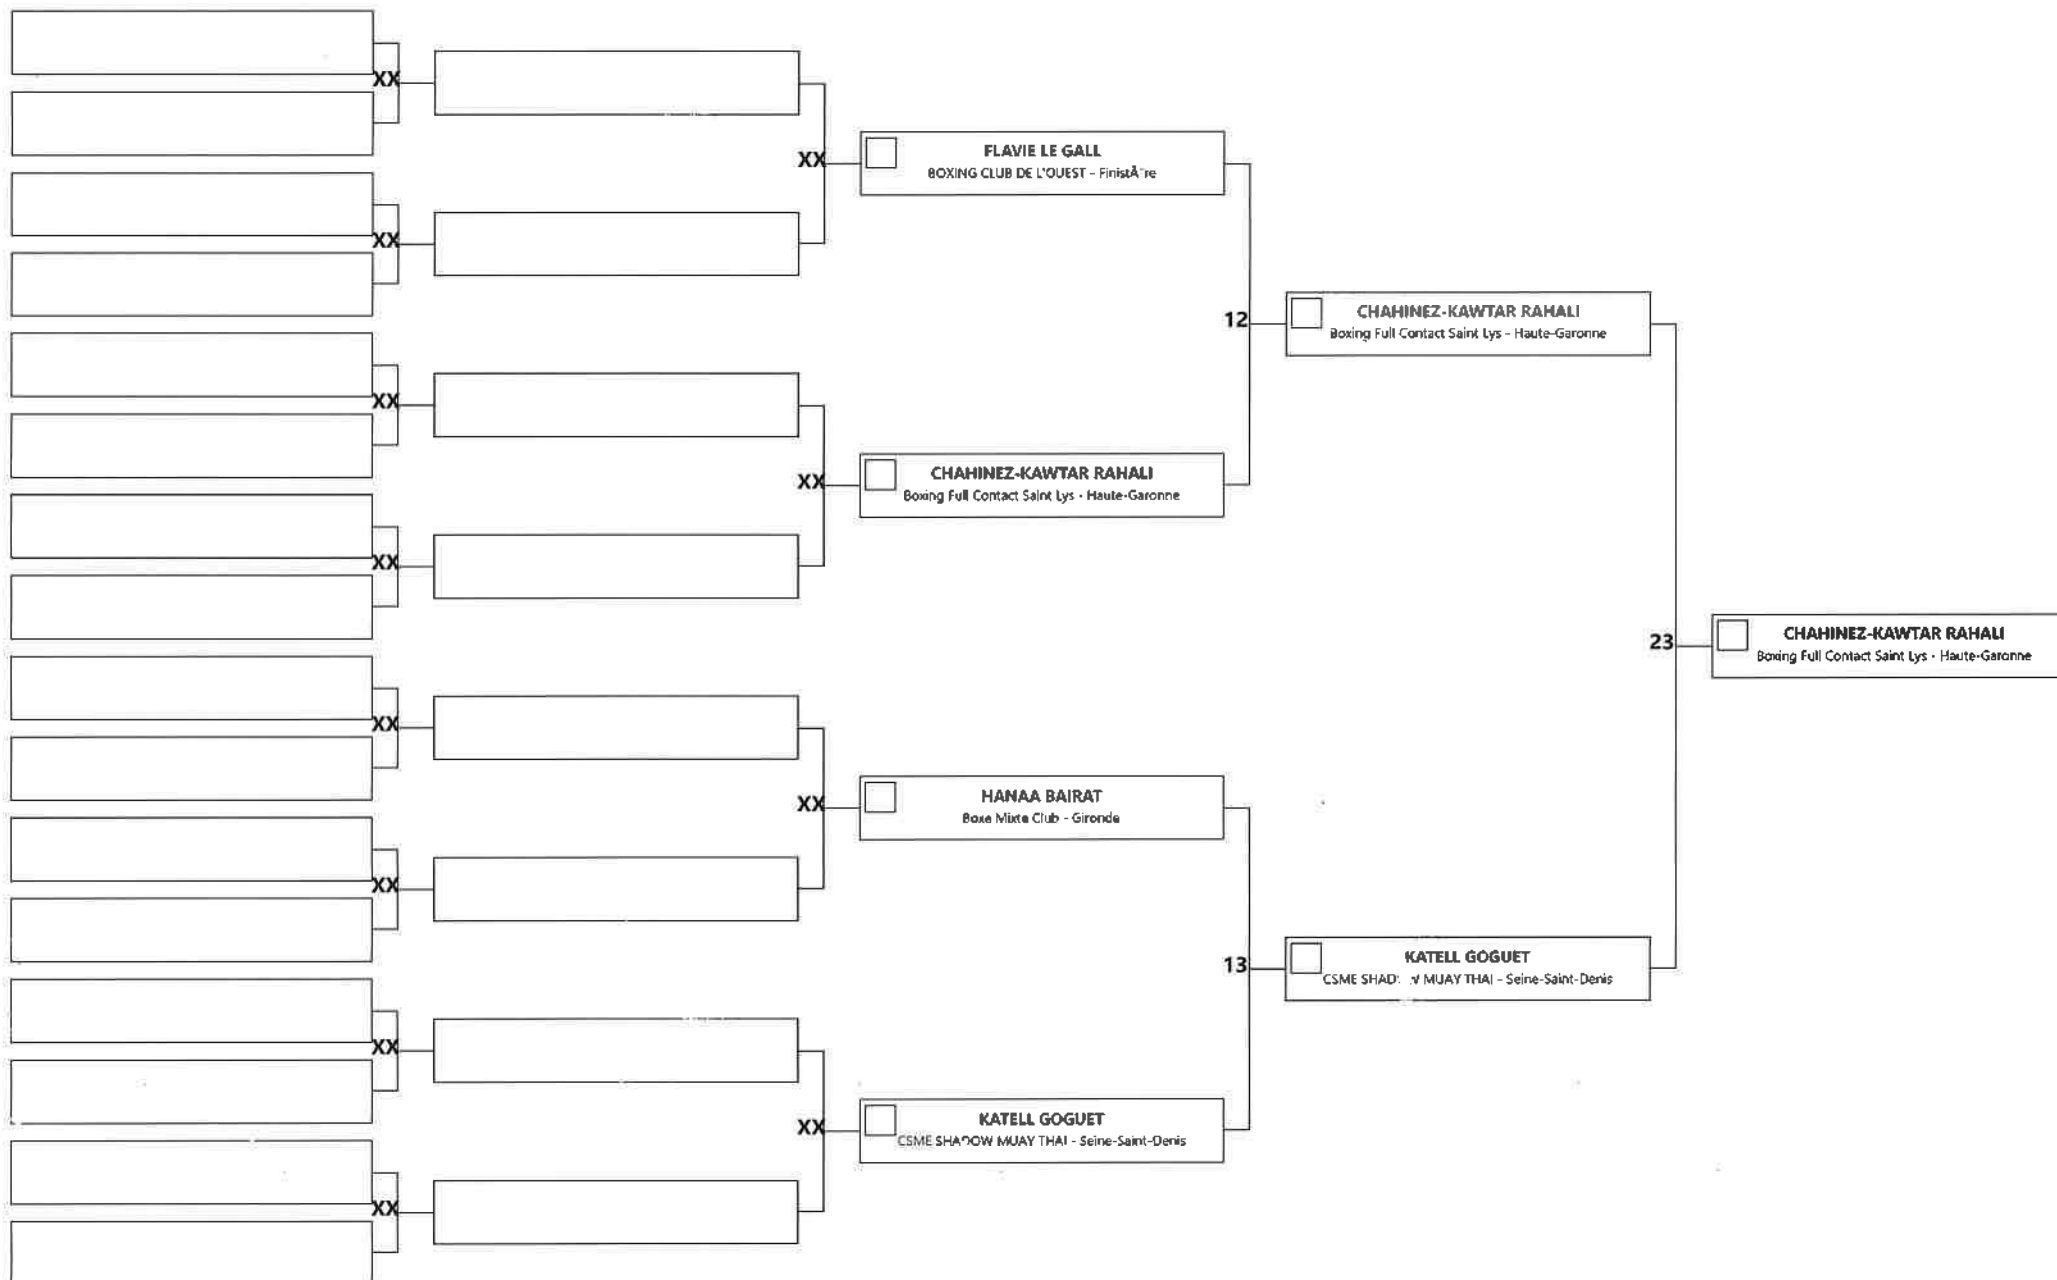 XX
XX
FLAVIE LE GALL
BOXING CLUB DE L'OUEST - FinistÃ¨re
XX
12
CHAHINEZ-KAWTAR RAHALI
Boxing Full Contact Saint Lys - Haute-Garonne
XX
XX
CHAHINEZ-KAWTAR RAHALI
Boxing Full Contact Saint Lys - Haute-Garonne
XX
23
CHAHINEZ-KAWTAR RAHALI
Boxing Full Contact Saint Lys - Haute-Garonne
XX
XX
HANAA BAIRAT
Boxe Mixte Club - Gironde
XX
13
KATELL GOGUET
CSME MUAY THAI - Seine-Saint-Denis
XX
XX
KATELL GOGUET
CSME SHADOW MUAY THAI - Seine-Saint-Denis
XX